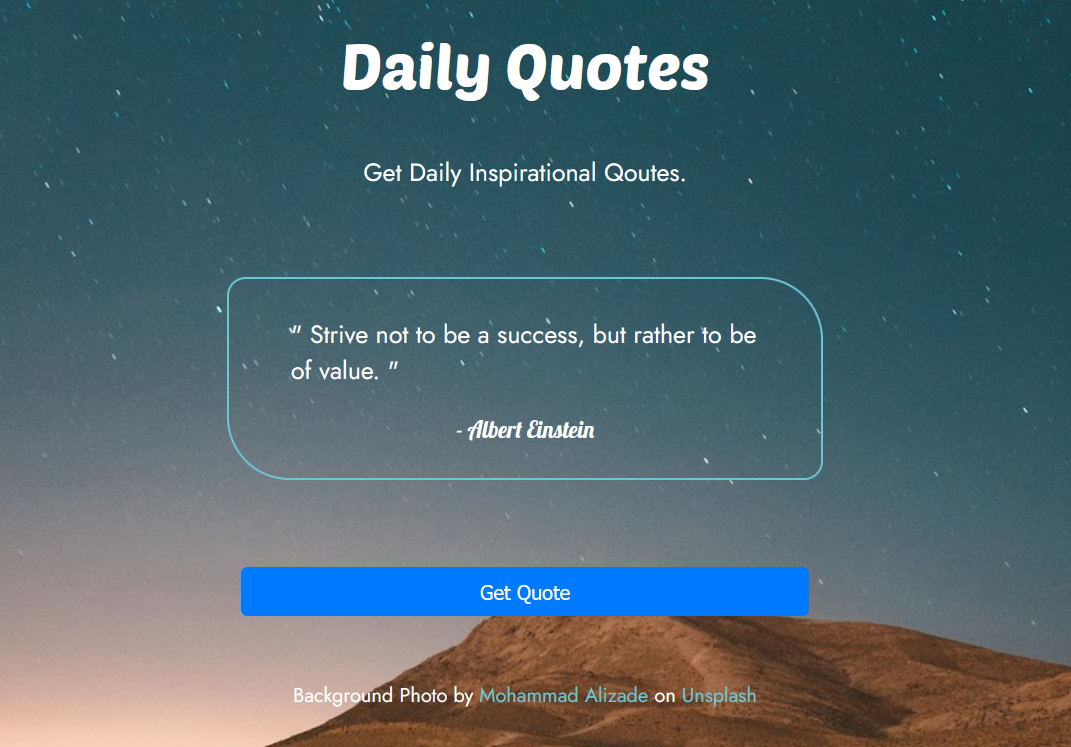 Daily Quotes
Get Daily Inspirational Qoutes.
" Strive not to be a success, but rather to be
of value. "
- Albert Einstein
Get Quote
Background Photo by Mohammad Alizade on Unsplash